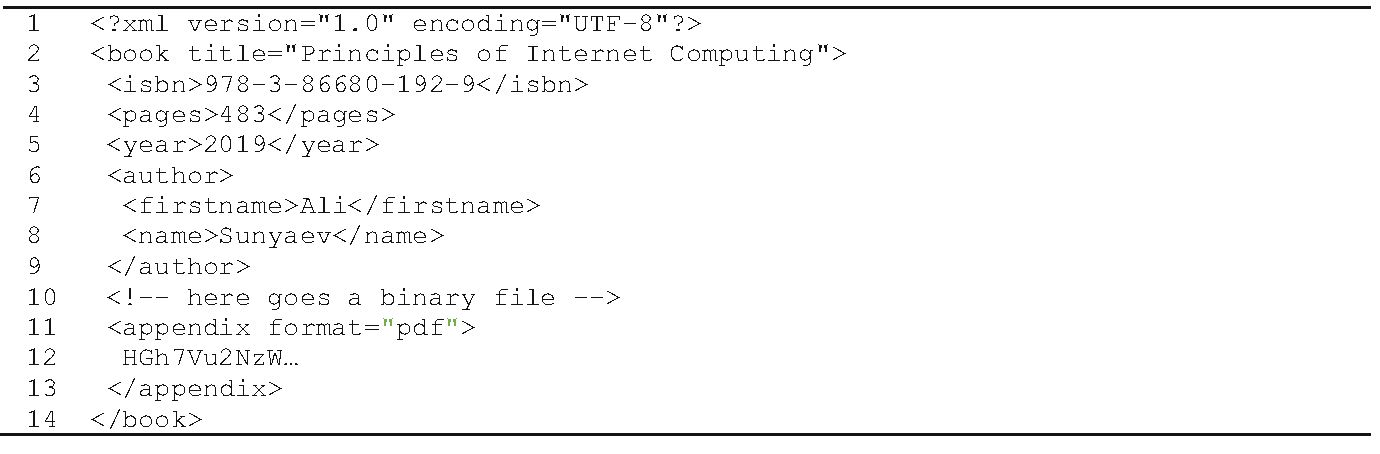 1 <?xml version="1.0" encoding="UTF-8"?>
2 <book title="Principles of Internet Computing">
3  <isbn>978-3-86680-192-9</isbn>
4  <pages>483</pages>
5  <year>2019</year>
6  <author>
7   <firstname>Ali</firstname>
8   <name>Sunyaev</name>
9  </author>
10  <!-- here goes a binary file -->
11  <appendix format="pdf">
12   HGh7Vu2NzW…
13  </appendix>
14 </book>